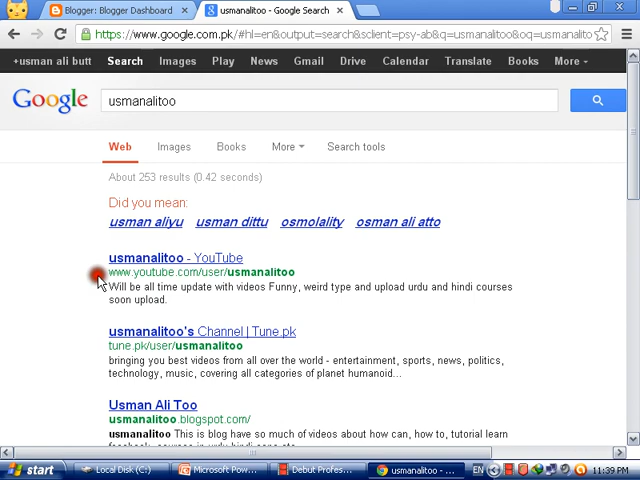 Blogger: Blogger Dashboard
usmanalitoo - Google Search
https://www.google.com.pk/#hl=en&output=search&sclient=psy-ab&q=usmanalitoo&oq=usmanalito
+usman ali butt Search Images Play News Gmail Drive Calendar Translate Books More
Google
usmanalitoo
Web Images Books More Search tools
About 253 results (0.42 seconds)
Did you mean:
usman aliyu usman dittu osmolality osman ali atto
usmanalitoo - YouTube
www.youtube.com/user/usmanalitoo
Will be all time update with videos Funny, weird type and upload urdu and hindi courses
soon upload.
usmanalitoo's Channel | Tune.pk
tune.pk/user/usmanalitoo
bringing you best videos from all over the world - entertainment, sports, news, politics,
technology, music, covering all categories of planet humanoid...
Usman Ali Too
usmanalitoo.blogspot.com/
usmanalitoo This is blog have so much of videos about how can, how to, tutorial learn
start Local Disk (C:) Microsoft Pow... Debut Profes... usmanalitoo - ... EN 11:39 PM